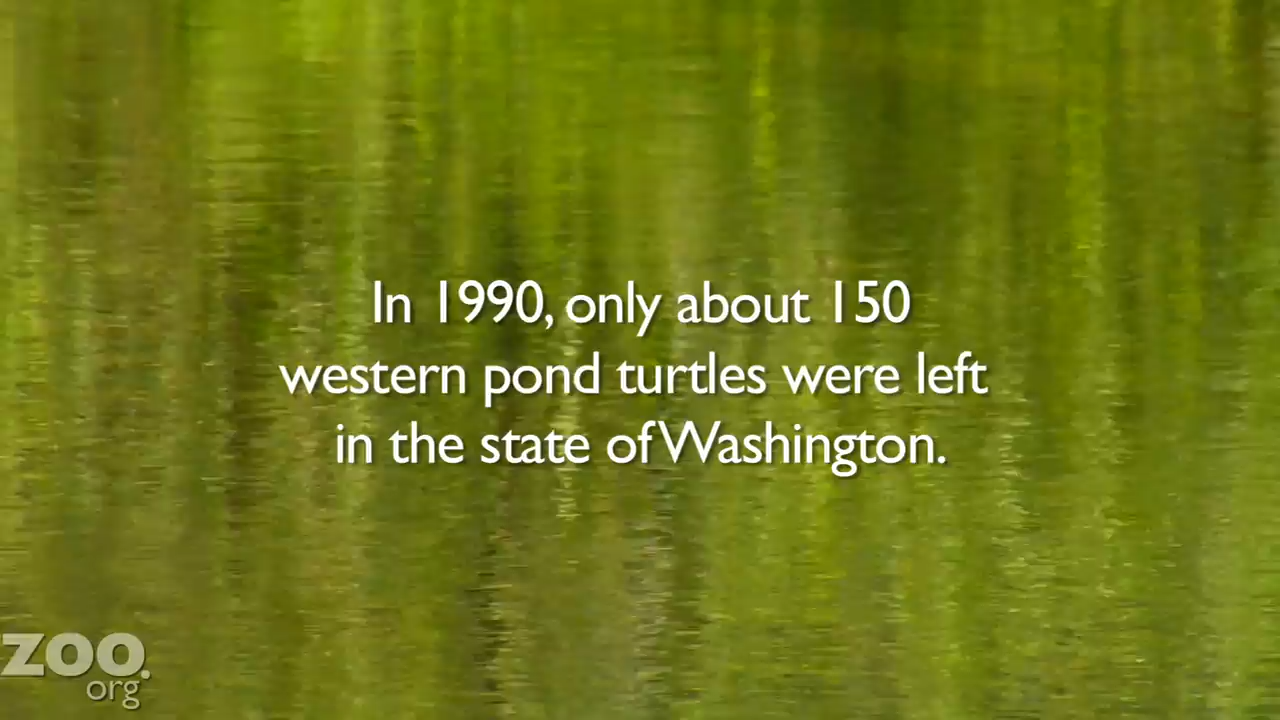 In 1990, only about 150
western pond turtles were left
in the state of Washington.
zoo.
org